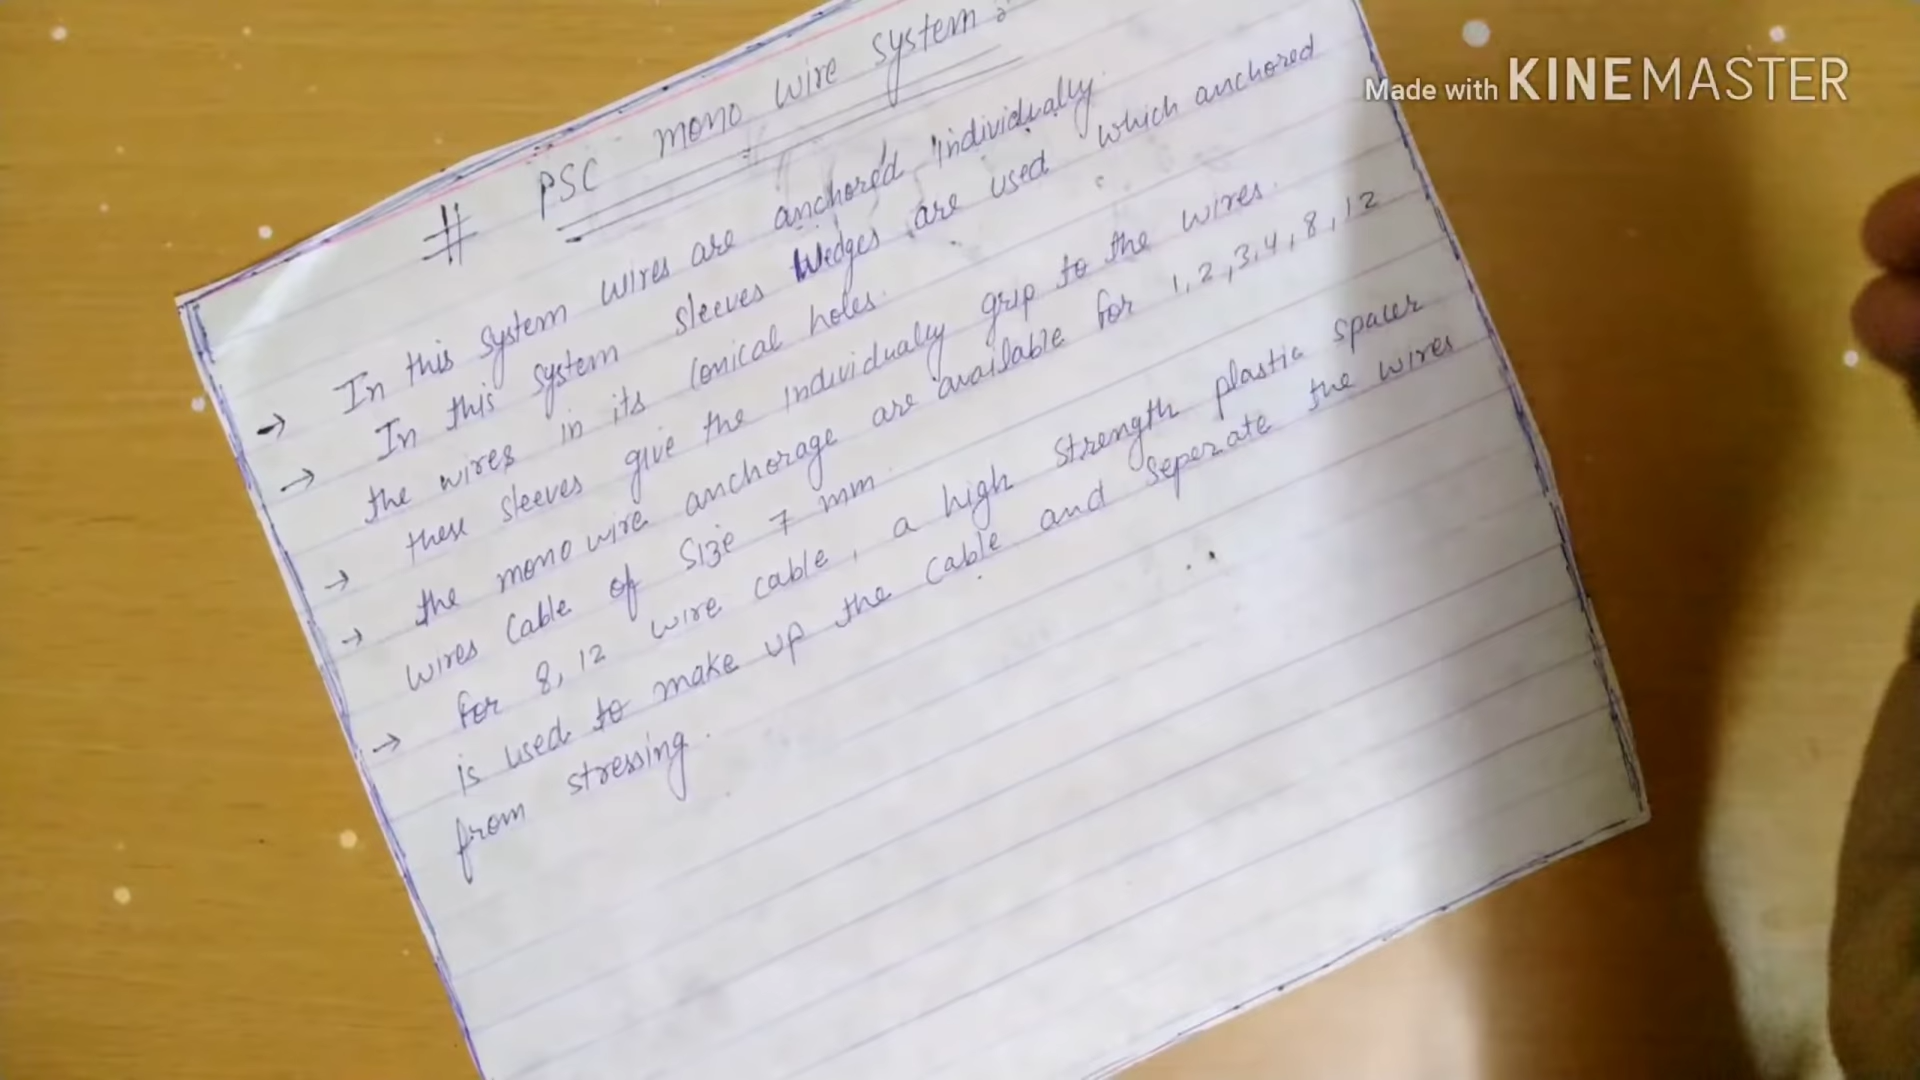 Made with KINEMASTER
# PSC mono wire system :
→ In this system wires are anchored individually.
→ In this system sleeves Wedges are used which anchored
the wires in its Conical holes.
→ these sleeves give the individually grip to the wires.
→ the mono wire anchorage are available for 1, 2, 3, 4, 8, 12
wires Cable of size 7 mm.
→ for 8, 12 wire cable, a high strength plastic spacer
is used to make up the cable and seperate the wires
from stressing.